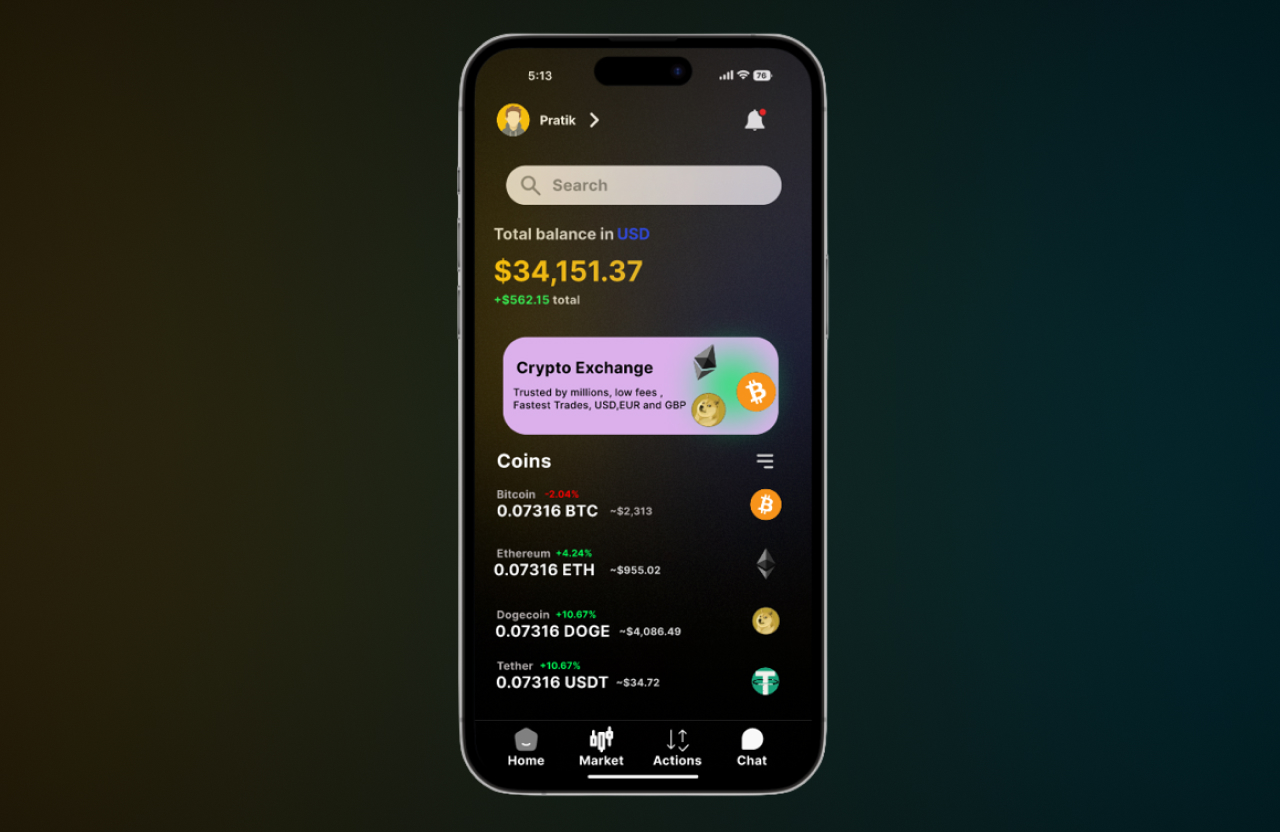 5:13
76
Pratik
Search
Total balance in USD
$34,151.37
+$562.15 total
Crypto Exchange
Trusted by millions, low fees ,
Fastest Trades, USD,EUR and GBP
Coins
Bitcoin -2.04%
0.07316 BTC ~$2,313
Ethereum +4.24%
0.07316 ETH ~$955.02
Dogecoin +10.67%
0.07316 DOGE ~$4,086.49
Tether +10.67%
0.07316 USDT ~$34.72
Home Market Actions Chat